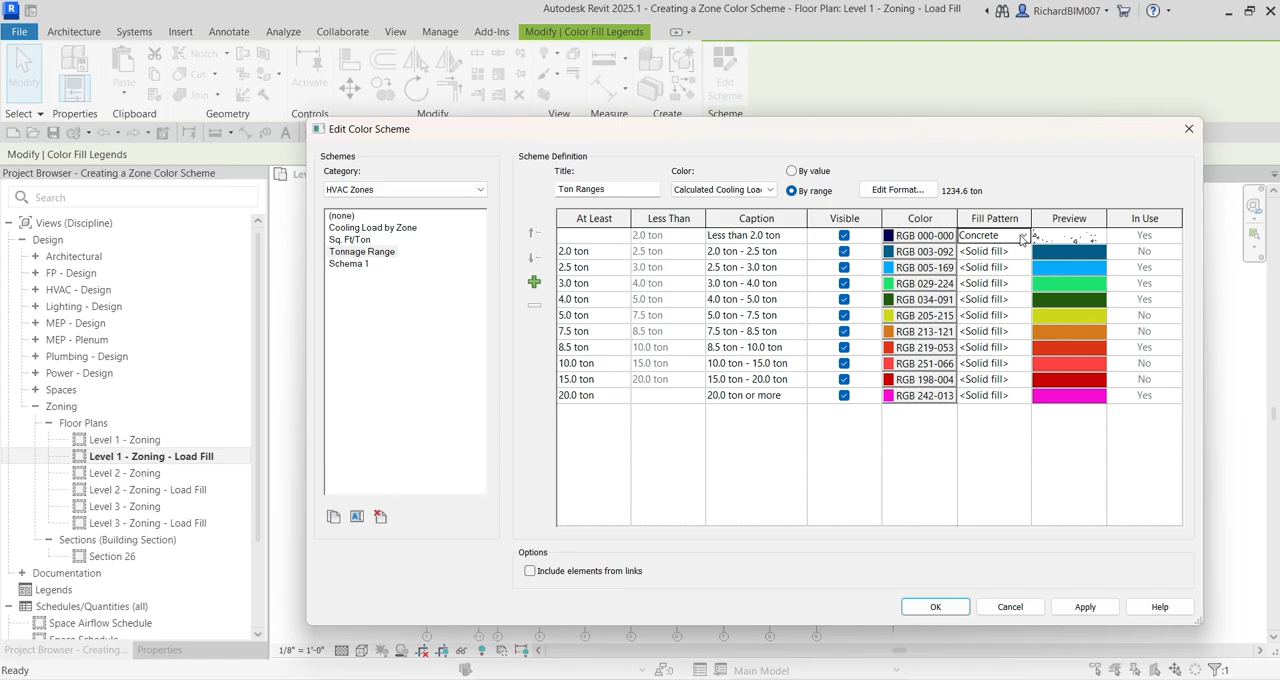 Autodesk Revit 2025.1 - Creating a Zone Color Scheme - Floor Plan: Level 1 - Zoning - Load Fill
RichardBIM007
File Architecture Systems Insert Annotate Analyze Collaborate View Manage Add-Ins Modify | Color Fill Legends
Modify Paste Notch Cut Join Activate Edit Scheme
Select Properties Clipboard Geometry Controls Modify View Measure Create Scheme
Modify | Color Fill Legends
Project Browser - Creating a Zone Color Scheme
Search
Views (Discipline)
Design
Architectural
FP - Design
HVAC - Design
Lighting - Design
MEP - Design
MEP - Plenum
Plumbing - Design
Power - Design
Spaces
Zoning
Floor Plans
Level 1 - Zoning
Level 1 - Zoning - Load Fill
Level 2 - Zoning
Level 2 - Zoning - Load Fill
Level 3 - Zoning
Level 3 - Zoning - Load Fill
Sections (Building Section)
Section 26
Documentation
Legends
Schedules/Quantities (all)
Space Airflow Schedule
Project Browser - Creating... Properties
Edit Color Scheme
Schemes
Category:
HVAC Zones
(none)
Cooling Load by Zone
Sq. Ft/Ton
Tonnage Range
Schema 1
Scheme Definition
Title: Color: By value
Ton Ranges Calculated Cooling Loa By range Edit Format... 1234.6 ton
At Least Less Than Caption Visible Color Fill Pattern Preview In Use
2.0 ton Less than 2.0 ton RGB 000-000 Concrete Yes
2.0 ton 2.5 ton 2.0 ton - 2.5 ton RGB 003-092 <Solid fill> No
2.5 ton 3.0 ton 2.5 ton - 3.0 ton RGB 005-169 <Solid fill> Yes
3.0 ton 4.0 ton 3.0 ton - 4.0 ton RGB 029-224 <Solid fill> Yes
4.0 ton 5.0 ton 4.0 ton - 5.0 ton RGB 034-091 <Solid fill> Yes
5.0 ton 7.5 ton 5.0 ton - 7.5 ton RGB 205-215 <Solid fill> Yes
7.5 ton 8.5 ton 7.5 ton - 8.5 ton RGB 213-121 <Solid fill> No
8.5 ton 10.0 ton 8.5 ton - 10.0 ton RGB 219-053 <Solid fill> Yes
10.0 ton 15.0 ton 10.0 ton - 15.0 ton RGB 251-066 <Solid fill> No
15.0 ton 20.0 ton 15.0 ton - 20.0 ton RGB 198-004 <Solid fill> No
20.0 ton 20.0 ton or more RGB 242-013 <Solid fill> Yes
Options
Include elements from links
OK Cancel Apply Help
1/8" = 1'-0"
Ready :0 Main Model :1